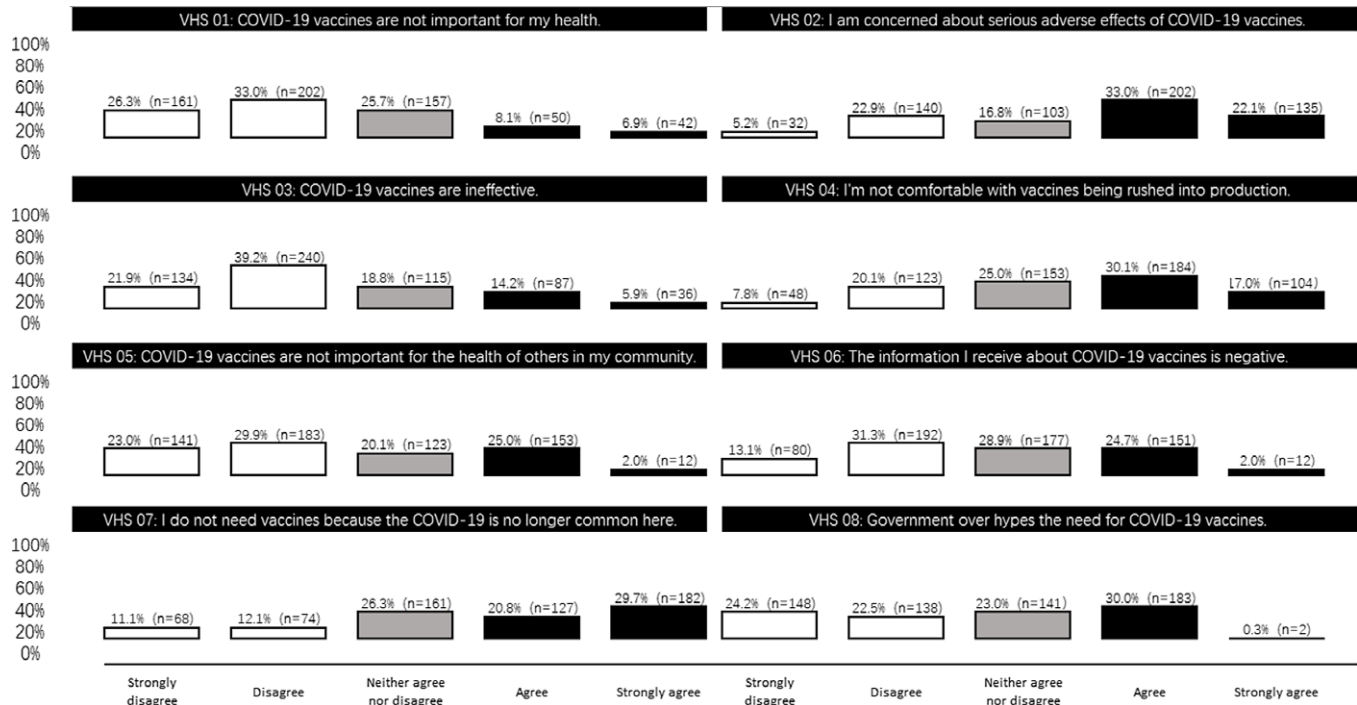 VHS 01: COVID-19 vaccines are not important for my health.
VHS 02: I am concerned about serious adverse effects of COVID-19 vaccines.
100%
80%
60%
40%
20%
0%
26.3% (n=161)
33.0% (n=202)
25.7% (n=157)
8.1% (n=50)
6.9% (n=42)
5.2% (n=32)
22.9% (n=140)
16.8% (n=103)
33.0% (n=202)
22.1% (n=135)
VHS 03: COVID-19 vaccines are ineffective.
VHS 04: I'm not comfortable with vaccines being rushed into production.
100%
80%
60%
40%
20%
0%
21.9% (n=134)
39.2% (n=240)
18.8% (n=115)
14.2% (n=87)
5.9% (n=36)
7.8% (n=48)
20.1% (n=123)
25.0% (n=153)
30.1% (n=184)
17.0% (n=104)
VHS 05: COVID-19 vaccines are not important for the health of others in my community.
VHS 06: The information I receive about COVID-19 vaccines is negative.
100%
80%
60%
40%
20%
0%
23.0% (n=141)
29.9% (n=183)
20.1% (n=123)
25.0% (n=153)
2.0% (n=12)
13.1% (n=80)
31.3% (n=192)
28.9% (n=177)
24.7% (n=151)
2.0% (n=12)
VHS 07: I do not need vaccines because the COVID-19 is no longer common here.
VHS 08: Government over hypes the need for COVID-19 vaccines.
100%
80%
60%
40%
20%
0%
11.1% (n=68)
12.1% (n=74)
26.3% (n=161)
20.8% (n=127)
29.7% (n=182)
24.2% (n=148)
22.5% (n=138)
23.0% (n=141)
30.0% (n=183)
0.3% (n=2)
Strongly
disagree
Disagree
Neither agree
nor disagree
Agree
Strongly agree
Strongly
disagree
Disagree
Neither agree
nor disagree
Agree
Strongly agree